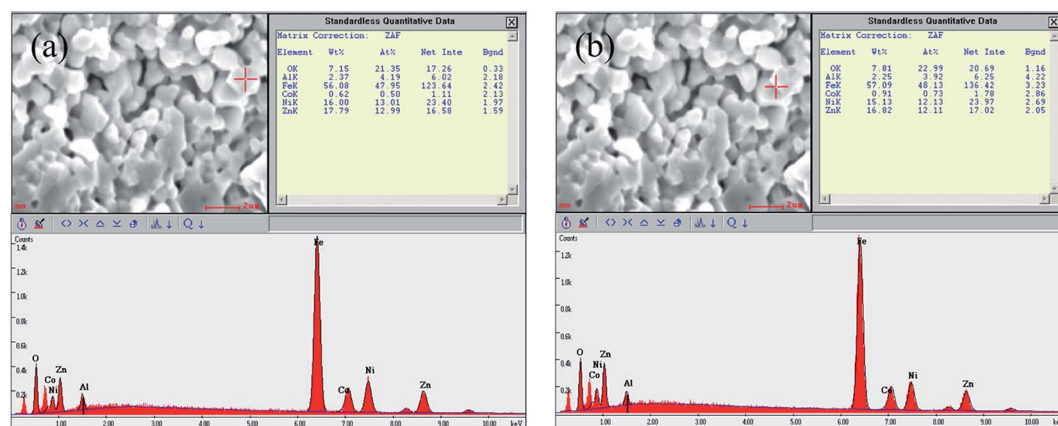 (a)
2um
Standardless Quantitative Data
Matrix Correction: ZAF
Element Wt% At% Net Inte Bgnd
OK 7.15 21.35 17.26 0.33
AlK 2.37 4.19 6.02 2.18
FeK 56.08 47.95 123.64 2.42
CoK 0.62 0.50 1.11 2.13
NiK 16.00 13.01 23.40 1.97
ZnK 17.79 12.99 16.58 1.59
Counts
1.4k
1.2k
1.0k
0.8k
0.6k
0.4k
0.2k
O
Co
Ni
Zn
Al
Fe
Co
Ni
Zn
1.00 2.00 3.00 4.00 5.00 6.00 7.00 8.00 9.00 10.00 keV
(b)
2um
Standardless Quantitative Data
Matrix Correction: ZAF
Element Wt% At% Net Inte Bgnd
OK 7.81 22.99 20.69 1.16
AlK 2.25 3.92 6.25 4.22
FeK 57.09 48.13 136.42 3.23
CoK 0.91 0.73 1.78 2.86
NiK 15.13 12.13 23.97 2.69
ZnK 16.82 12.11 17.02 2.05
Counts
1.2k
1.0k
0.8k
0.6k
0.4k
0.2k
O
Co
Ni
Zn
Al
Fe
Co
Ni
Zn
1.00 2.00 3.00 4.00 5.00 6.00 7.00 8.00 9.00 10.00 keV